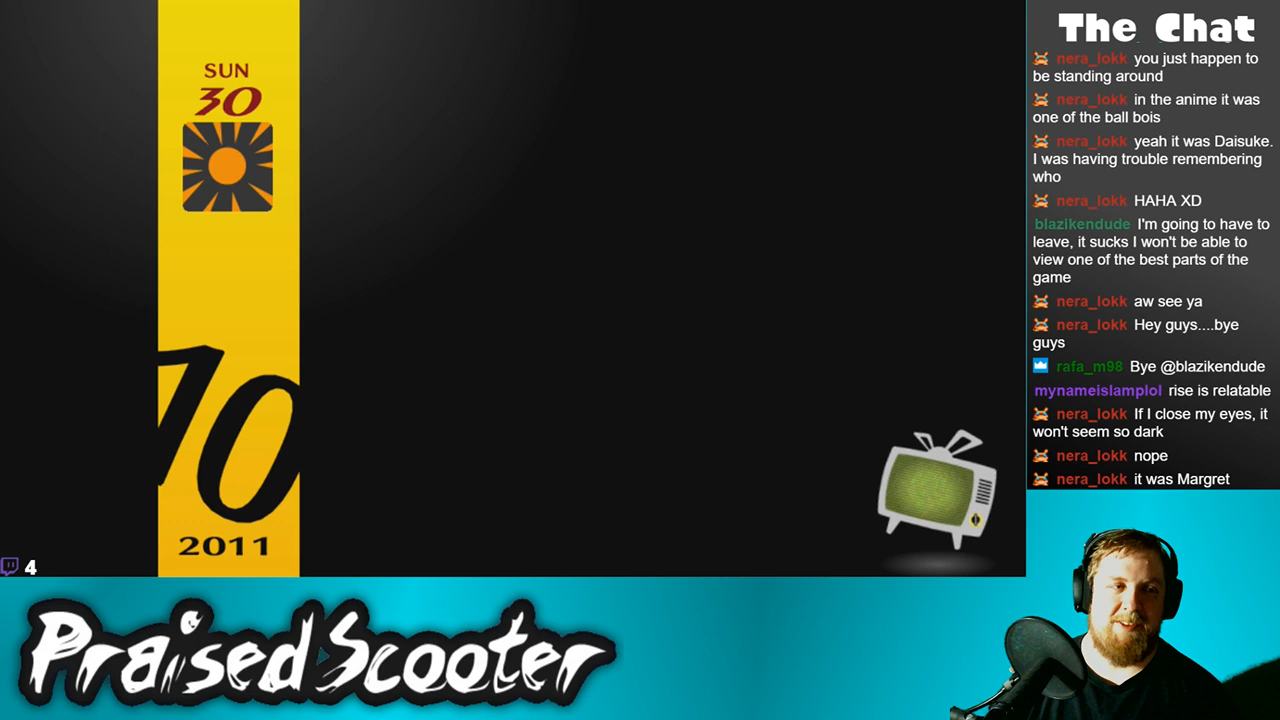 SUN
30
10
2011
4
PraisedScooter
The Chat
nera_lokk you just happen to
be standing around
nera_lokk in the anime it was
one of the ball bois
nera_lokk yeah it was Daisuke.
I was having trouble remembering
who
nera_lokk HAHA XD
blazikendude I'm going to have to
leave, it sucks I won't be able to
view one of the best parts of the
game
nera_lokk aw see ya
nera_lokk Hey guys....bye
guys
rafa_m98 Bye @blazikendude
mynameislamplol rise is relatable
nera_lokk If I close my eyes, it
won't seem so dark
nera_lokk nope
nera_lokk it was Margret